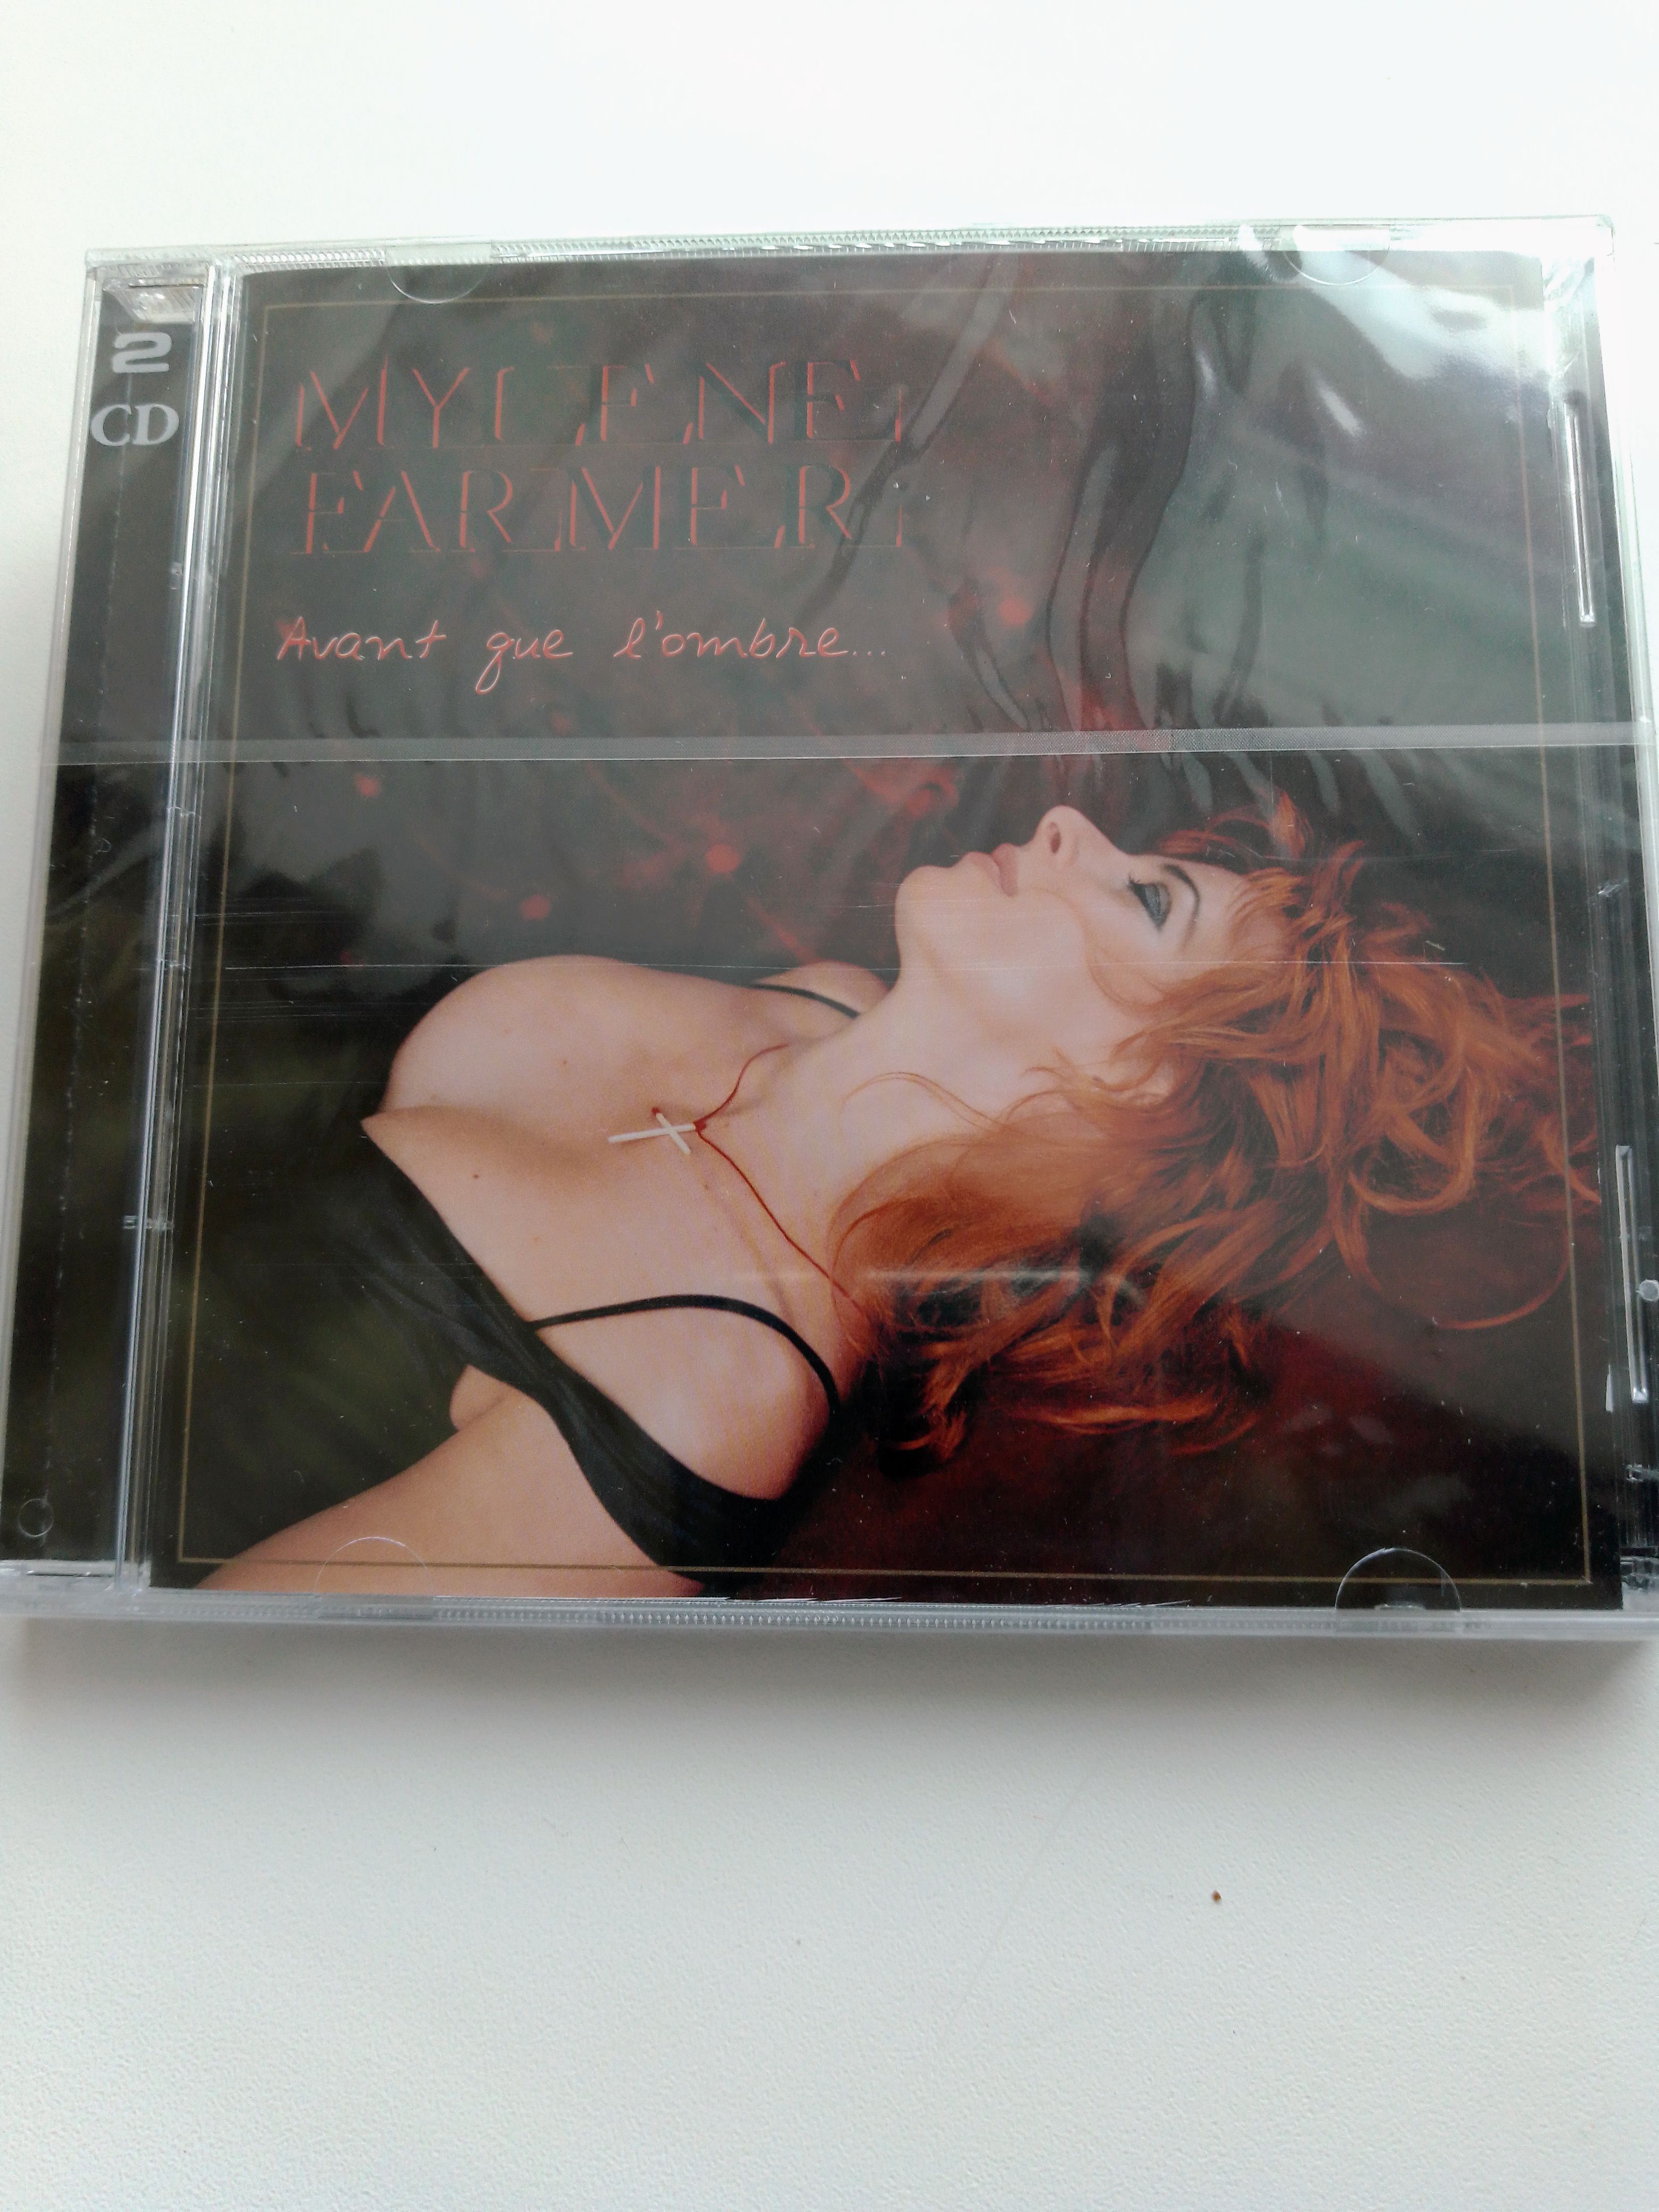 2
CD
MYLENE
FARMER
Avant que l'ombre...